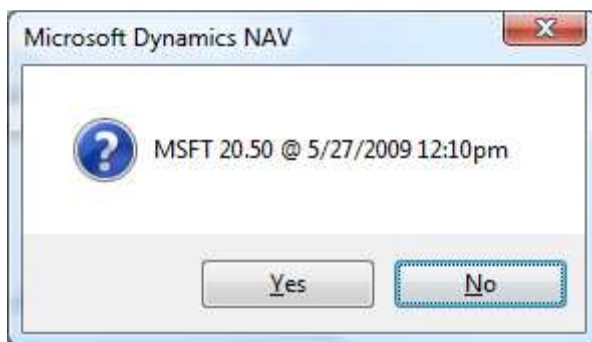 Microsoft Dynamics NAV
MSFT 20.50 @ 5/27/2009 12:10pm
Yes
No